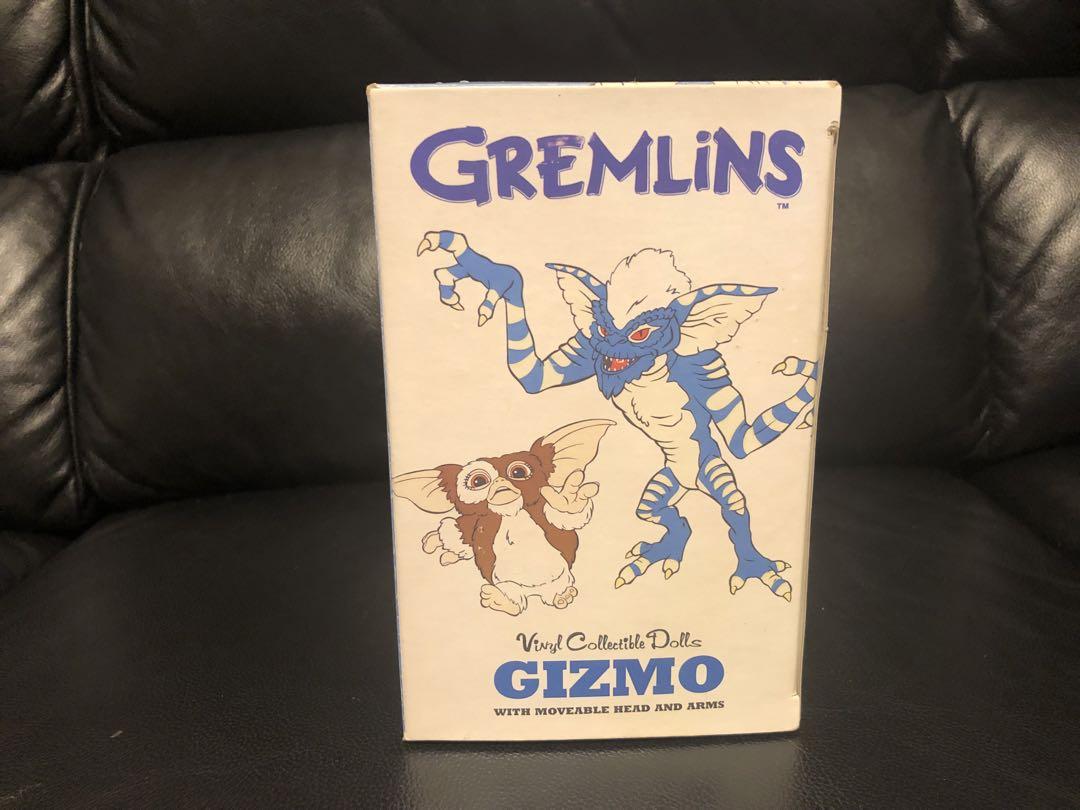 GREMLiNS
TM
Vinyl Collectible Dolls
GIZMO
WITH MOVEABLE HEAD AND ARMS